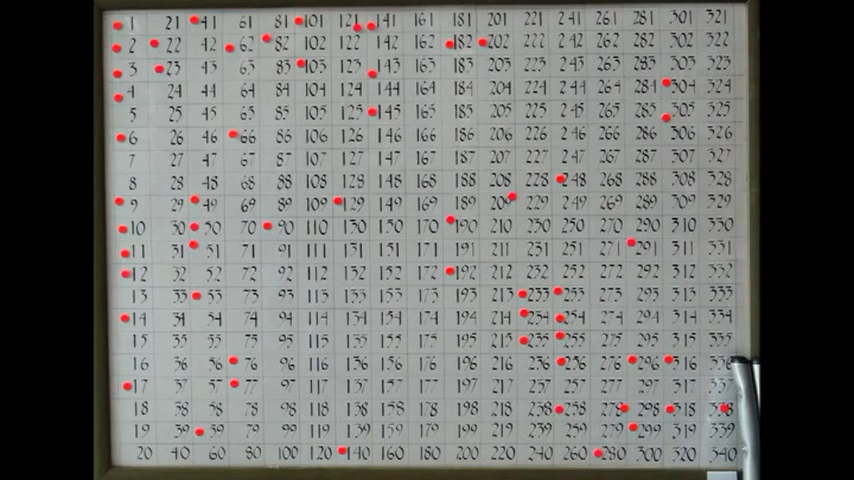 1 21 41 61 81 101 121 141 161 181 201 221 241 261 281 301 321
2 22 42 62 82 102 122 142 162 182 202 222 242 262 282 302 322
3 23 43 63 83 103 123 143 163 183 203 223 243 263 283 303 323
4 24 44 64 84 104 124 144 164 184 204 224 244 264 284 304 324
5 25 45 65 85 105 125 145 165 185 205 225 245 265 285 305 325
6 26 46 66 86 106 126 146 166 186 206 226 246 266 286 306 326
7 27 47 67 87 107 127 147 167 187 207 227 247 267 287 307 327
8 28 48 68 88 108 128 148 168 188 208 228 248 268 288 308 328
9 29 49 69 89 109 129 149 169 189 209 229 249 269 289 309 329
10 30 50 70 90 110 130 150 170 190 210 230 250 270 290 310 330
11 31 51 71 91 111 131 151 171 191 211 231 251 271 291 311 331
12 32 52 72 92 112 132 152 172 192 212 232 252 272 292 312 332
13 33 53 73 93 113 133 153 173 193 213 233 253 273 293 313 333
14 34 54 74 94 114 134 154 174 194 214 234 254 274 294 314 334
15 35 55 75 95 115 135 155 175 195 215 235 255 275 295 315 335
16 36 56 76 96 116 136 156 176 196 216 236 256 276 296 316 336
17 37 57 77 97 117 137 157 177 197 217 237 257 277 297 317 337
18 38 58 78 98 118 138 158 178 198 218 238 258 278 298 318 338
19 39 59 79 99 119 139 159 179 199 219 239 259 279 299 319 339
20 40 60 80 100 120 140 160 180 200 220 240 260 280 300 320 340